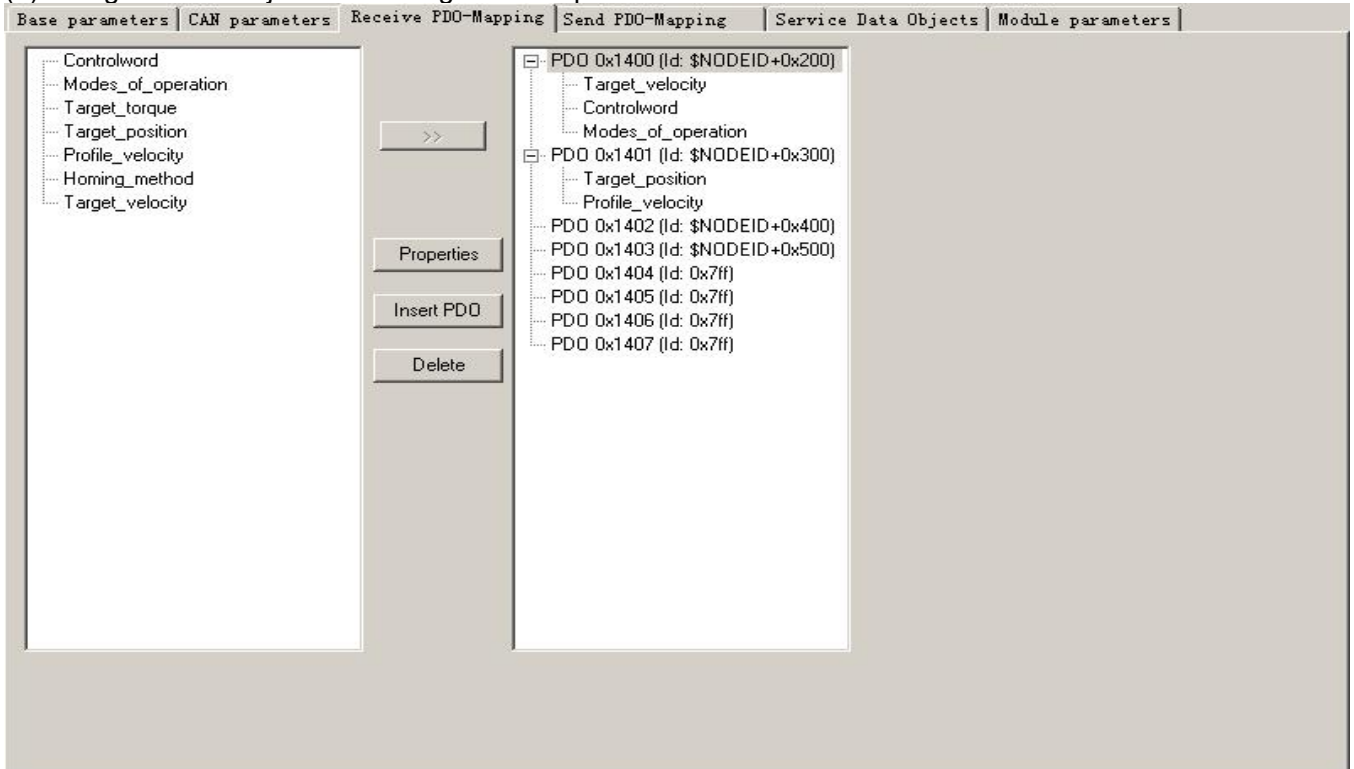 Base parameters CAN parameters Receive PDO-Mapping Send PDO-Mapping Service Data Objects Module parameters
Controlword
Modes_of_operation
Target_torque
Target_position
Profile_velocity
Homing_method
Target_velocity
>>
Properties
Insert PDO
Delete
PDO 0x1400 (Id: $NODEID+0x200)
Target_velocity
Controlword
Modes_of_operation
PDO 0x1401 (Id: $NODEID+0x300)
Target_position
Profile_velocity
PDO 0x1402 (Id: $NODEID+0x400)
PDO 0x1403 (Id: $NODEID+0x500)
PDO 0x1404 (Id: 0x7ff)
PDO 0x1405 (Id: 0x7ff)
PDO 0x1406 (Id: 0x7ff)
PDO 0x1407 (Id: 0x7ff)